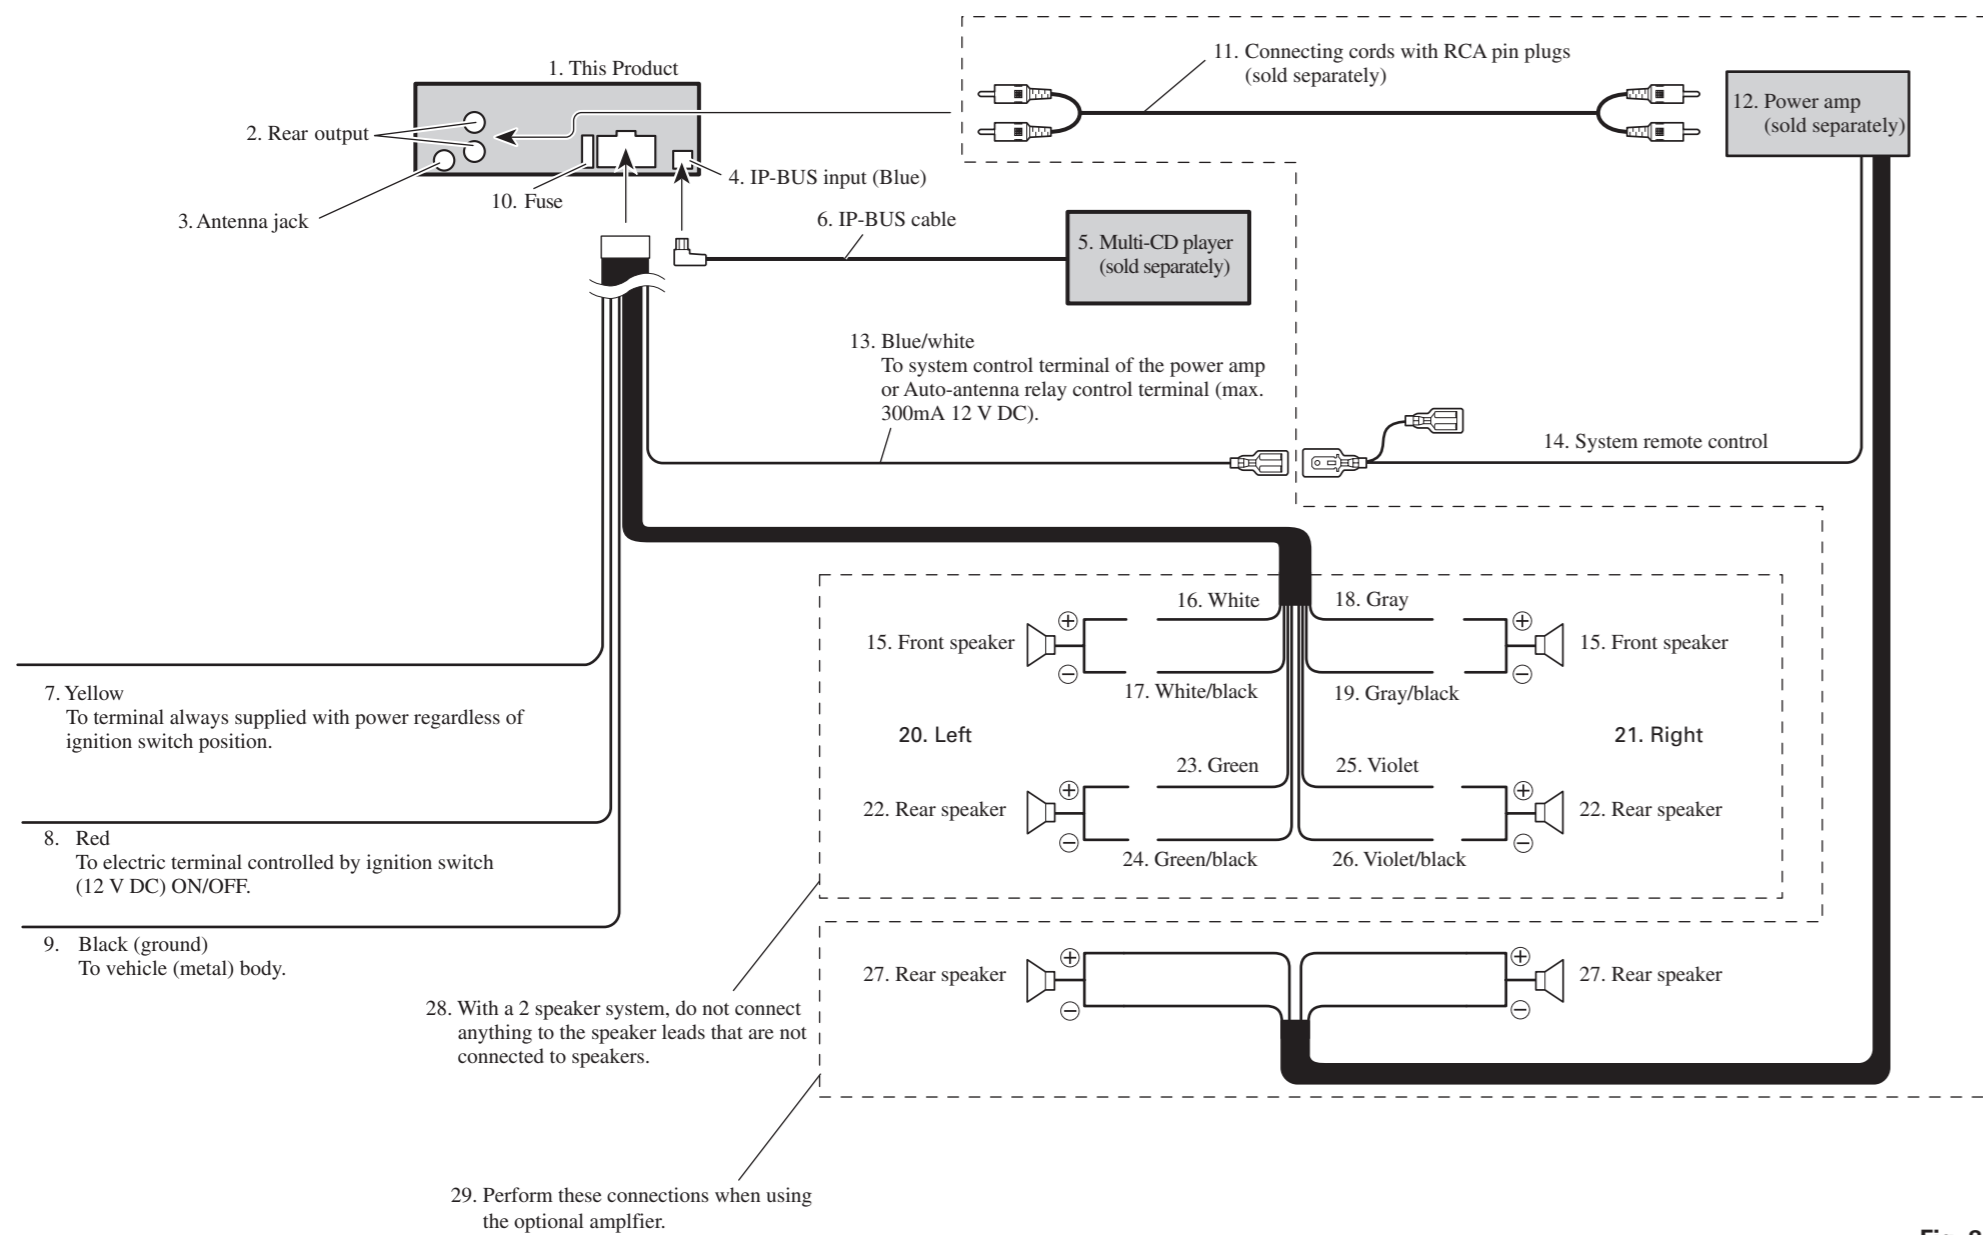 1. This Product
2. Rear output
3. Antenna jack
10. Fuse
4. IP-BUS input (Blue)
6. IP-BUS cable
5. Multi-CD player
(sold separately)
11. Connecting cords with RCA pin plugs
(sold separately)
12. Power amp
(sold separately)
13. Blue/white
To system control terminal of the power amp
or Auto-antenna relay control terminal (max.
300mA 12 V DC).
14. System remote control
7. Yellow
To terminal always supplied with power regardless of
ignition switch position.
8. Red
To electric terminal controlled by ignition switch
(12 V DC) ON/OFF.
9. Black (ground)
To vehicle (metal) body.
16. White
18. Gray
15. Front speaker
⊕
⊖
⊕
⊖
15. Front speaker
17. White/black
19. Gray/black
20. Left
21. Right
23. Green
25. Violet
22. Rear speaker
⊕
⊖
⊕
⊖
22. Rear speaker
24. Green/black
26. Violet/black
27. Rear speaker
⊕
⊖
⊕
⊖
27. Rear speaker
28. With a 2 speaker system, do not connect
anything to the speaker leads that are not
connected to speakers.
29. Perform these connections when using
the optional amplfier.